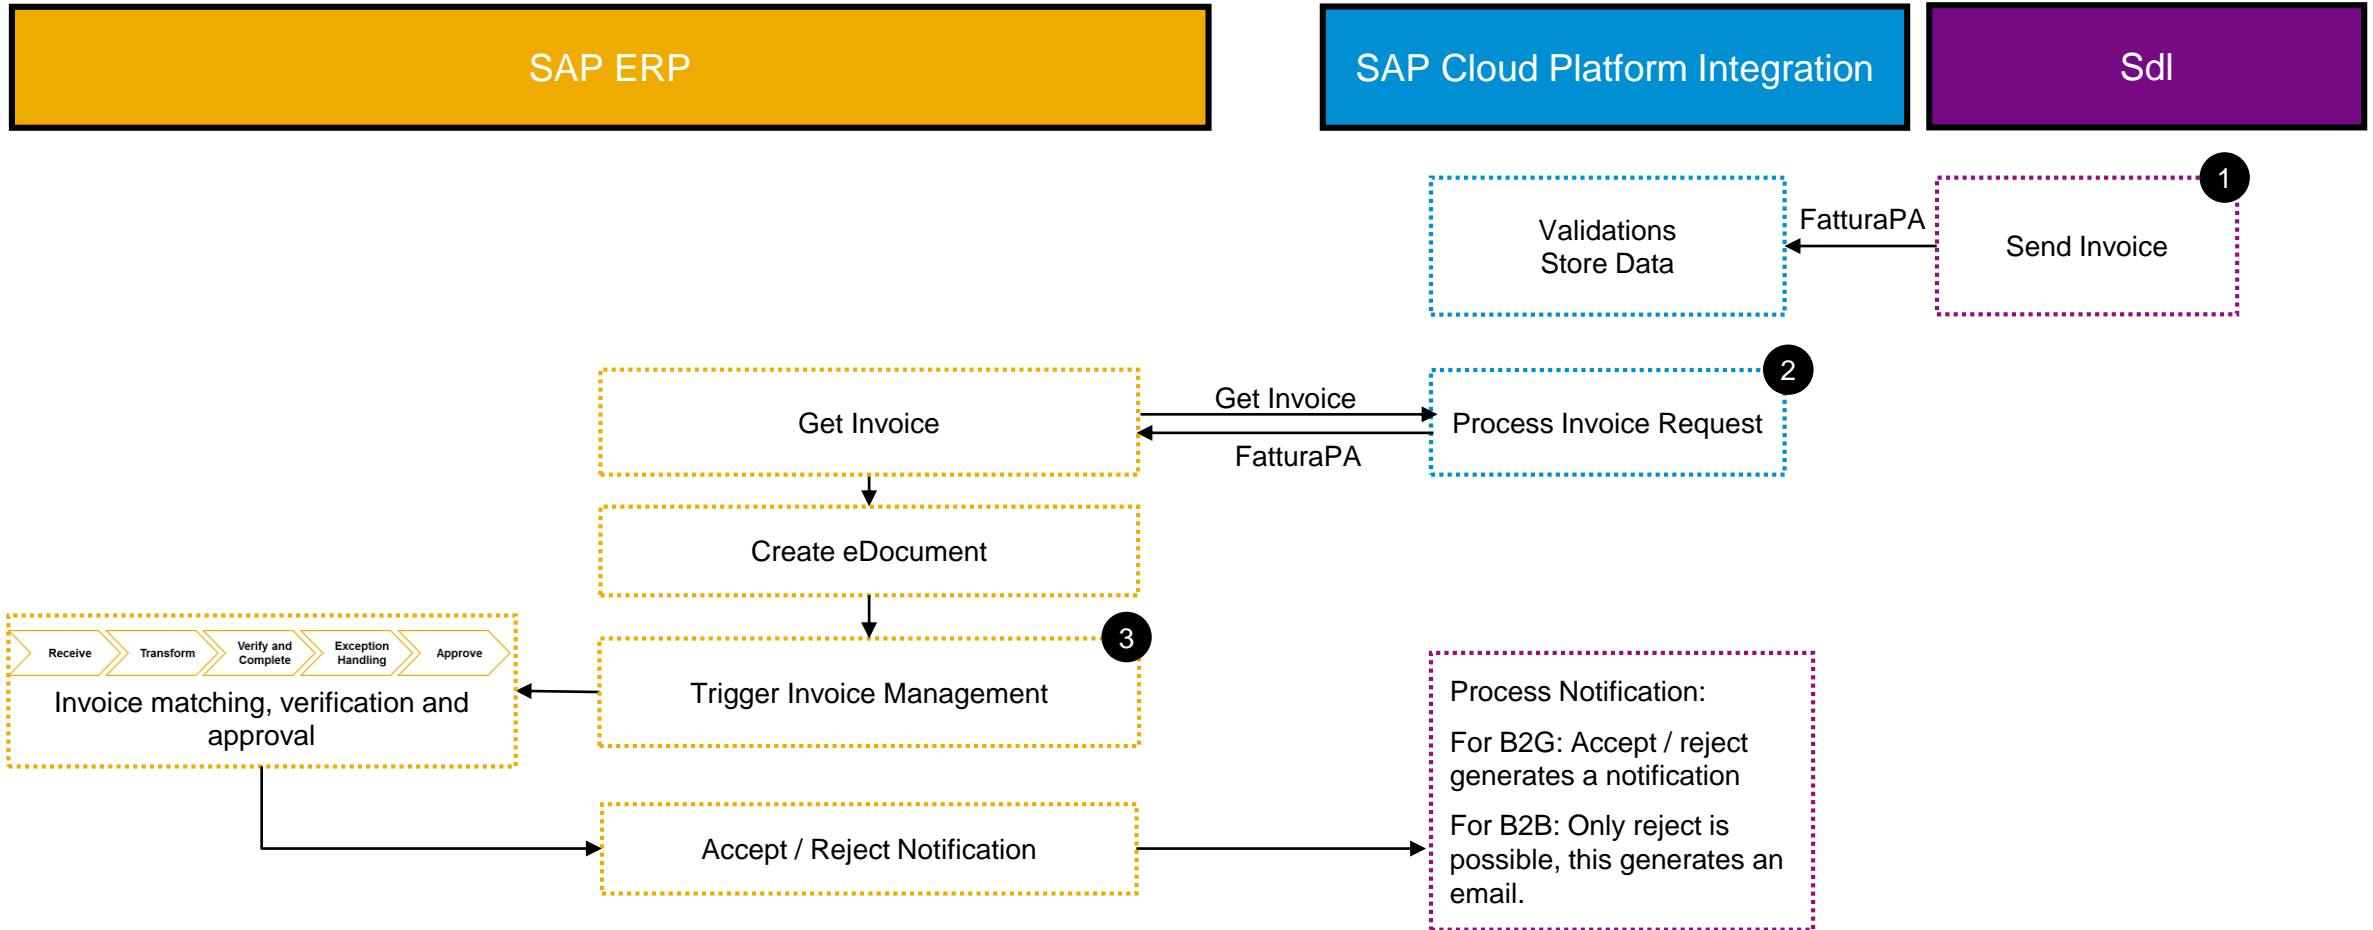 SAP ERP
SAP Cloud Platform Integration
SdI
1
Validations
Store Data
FatturaPA
Send Invoice
2
Get Invoice
Get Invoice
Process Invoice Request
FatturaPA
Create eDocument
3
Receive
Transform
Verify and
Complete
Exception
Handling
Approve
Invoice matching, verification and
approval
Trigger Invoice Management
Process Notification:
For B2G: Accept / reject
generates a notification
For B2B: Only reject is
possible, this generates an
email.
Accept / Reject Notification